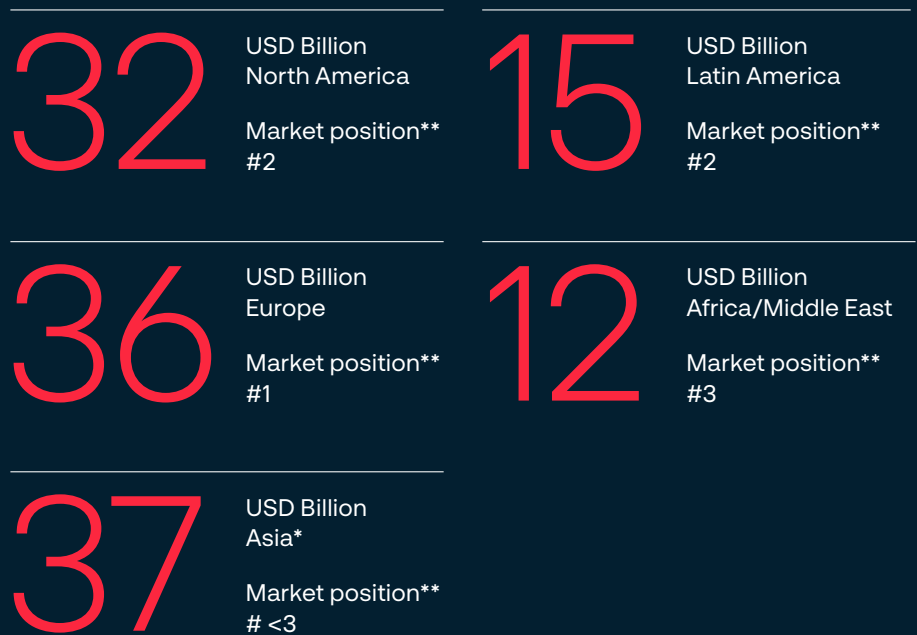 32
USD Billion
North America
Market position**
#2
15
USD Billion
Latin America
Market position**
#2
36
USD Billion
Europe
Market position**
#1
12
USD Billion
Africa/Middle East
Market position**
#3
37
USD Billion
Asia*
Market position**
# <3